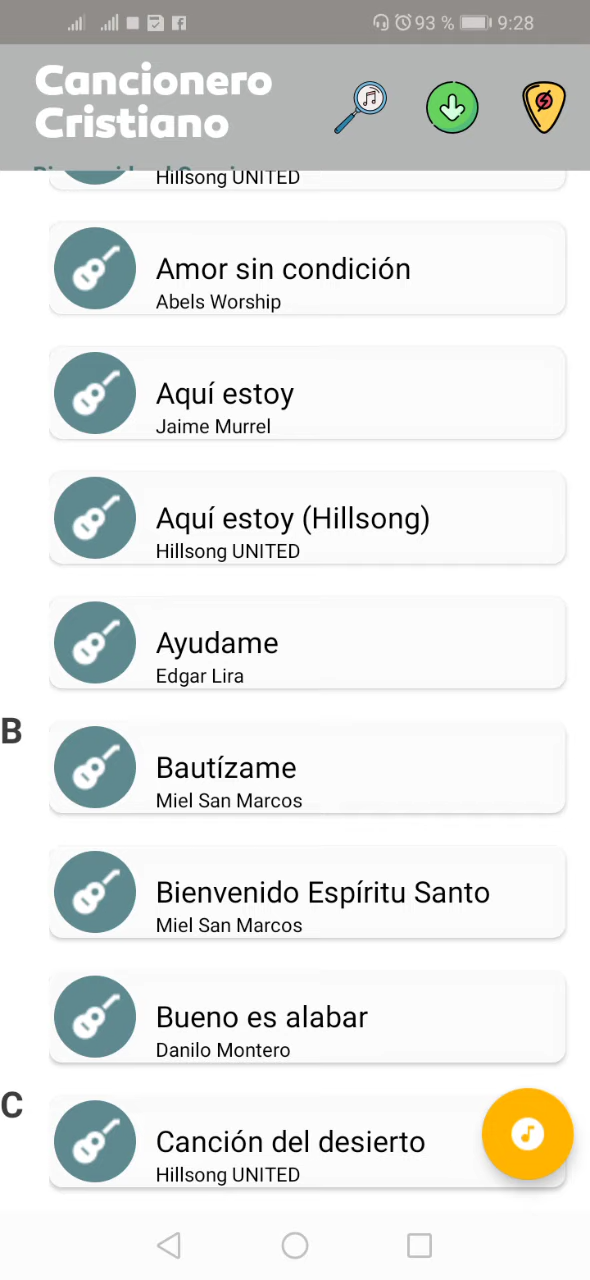 93 % 9:28
Cancionero
Cristiano
Hillsong UNITED
Amor sin condición
Abels Worship
Aquí estoy
Jaime Murrel
Aquí estoy (Hillsong)
Hillsong UNITED
Ayudame
Edgar Lira
B
Bautízame
Miel San Marcos
Bienvenido Espíritu Santo
Miel San Marcos
Bueno es alabar
Danilo Montero
C
Canción del desierto
Hillsong UNITED